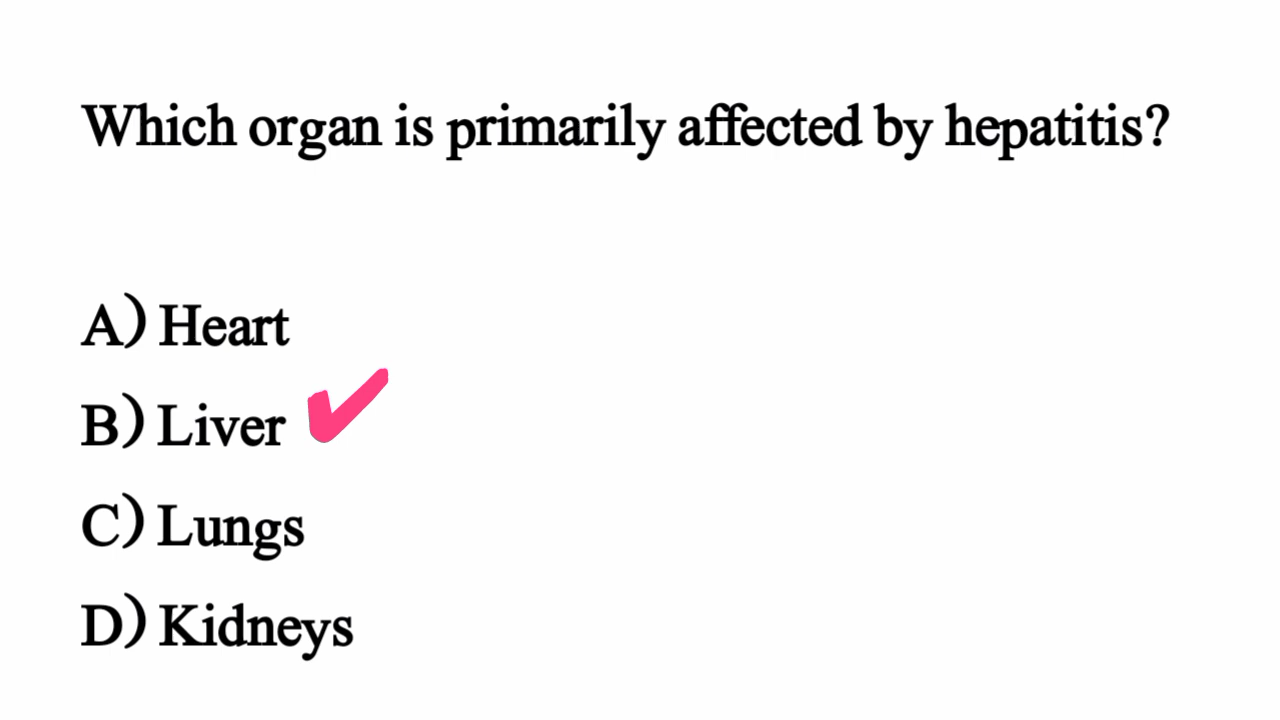 Which organ is primarily affected by hepatitis?
A) Heart
B) Liver ✔
C) Lungs
D) Kidneys